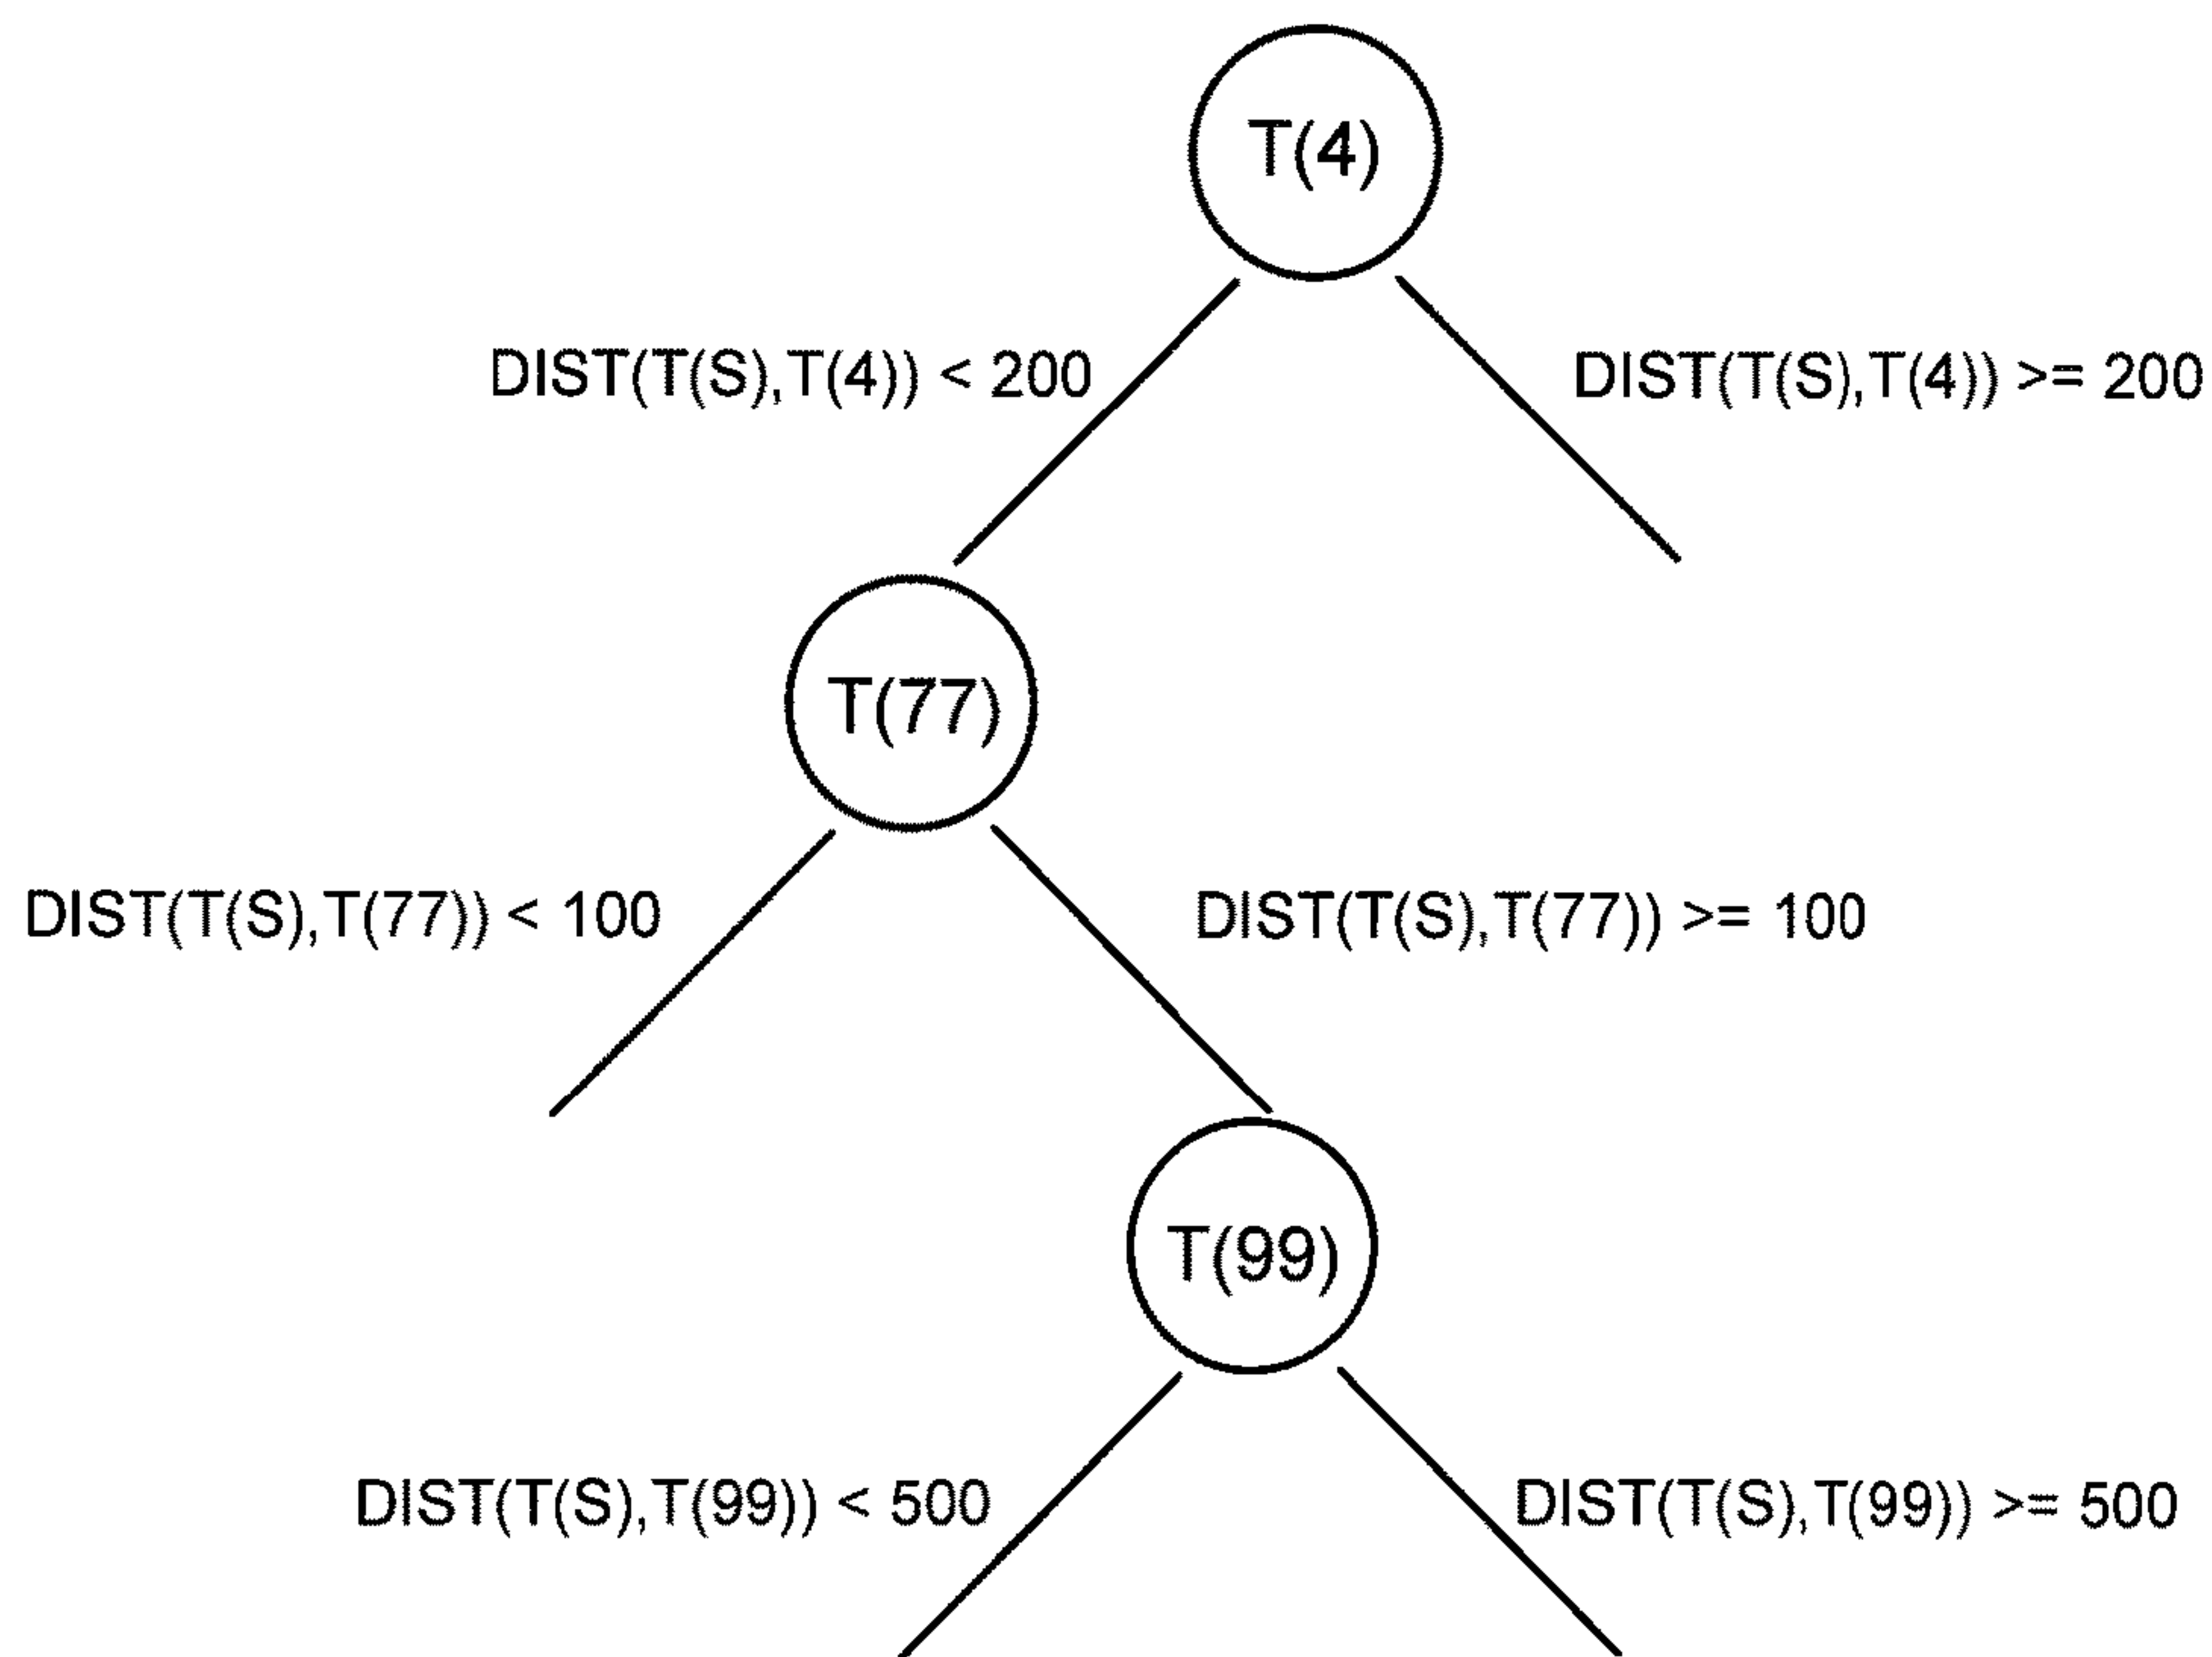 T(4)
DIST(T(S),T(4)) < 200
DIST(T(S),T(4)) >= 200
T(77)
DIST(T(S),T(77)) < 100
DIST(T(S),T(77)) >= 100
T(99)
DIST(T(S),T(99)) < 500
DIST(T(S),T(99)) >= 500